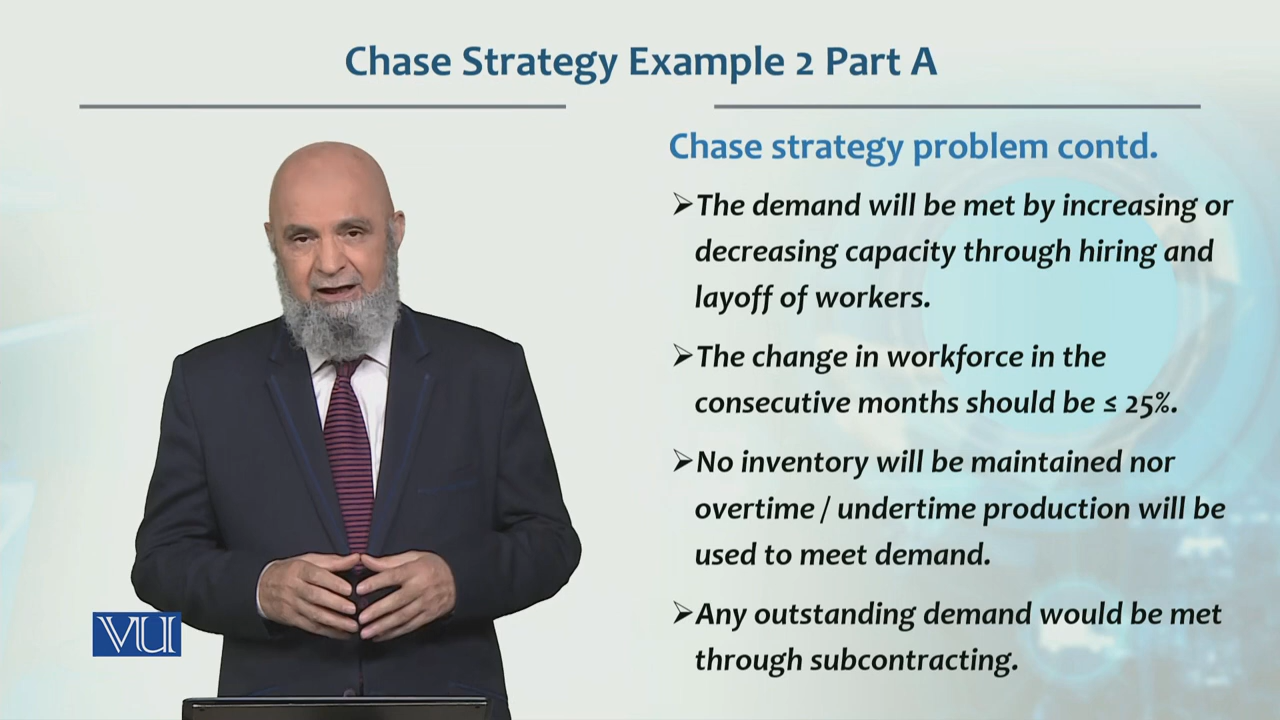 Chase Strategy Example 2 Part A
Chase strategy problem contd.
➢The demand will be met by increasing or
decreasing capacity through hiring and
layoff of workers.
➢The change in workforce in the
consecutive months should be ≤ 25%.
➢No inventory will be maintained nor
overtime / undertime production will be
used to meet demand.
➢Any outstanding demand would be met
through subcontracting.
VU